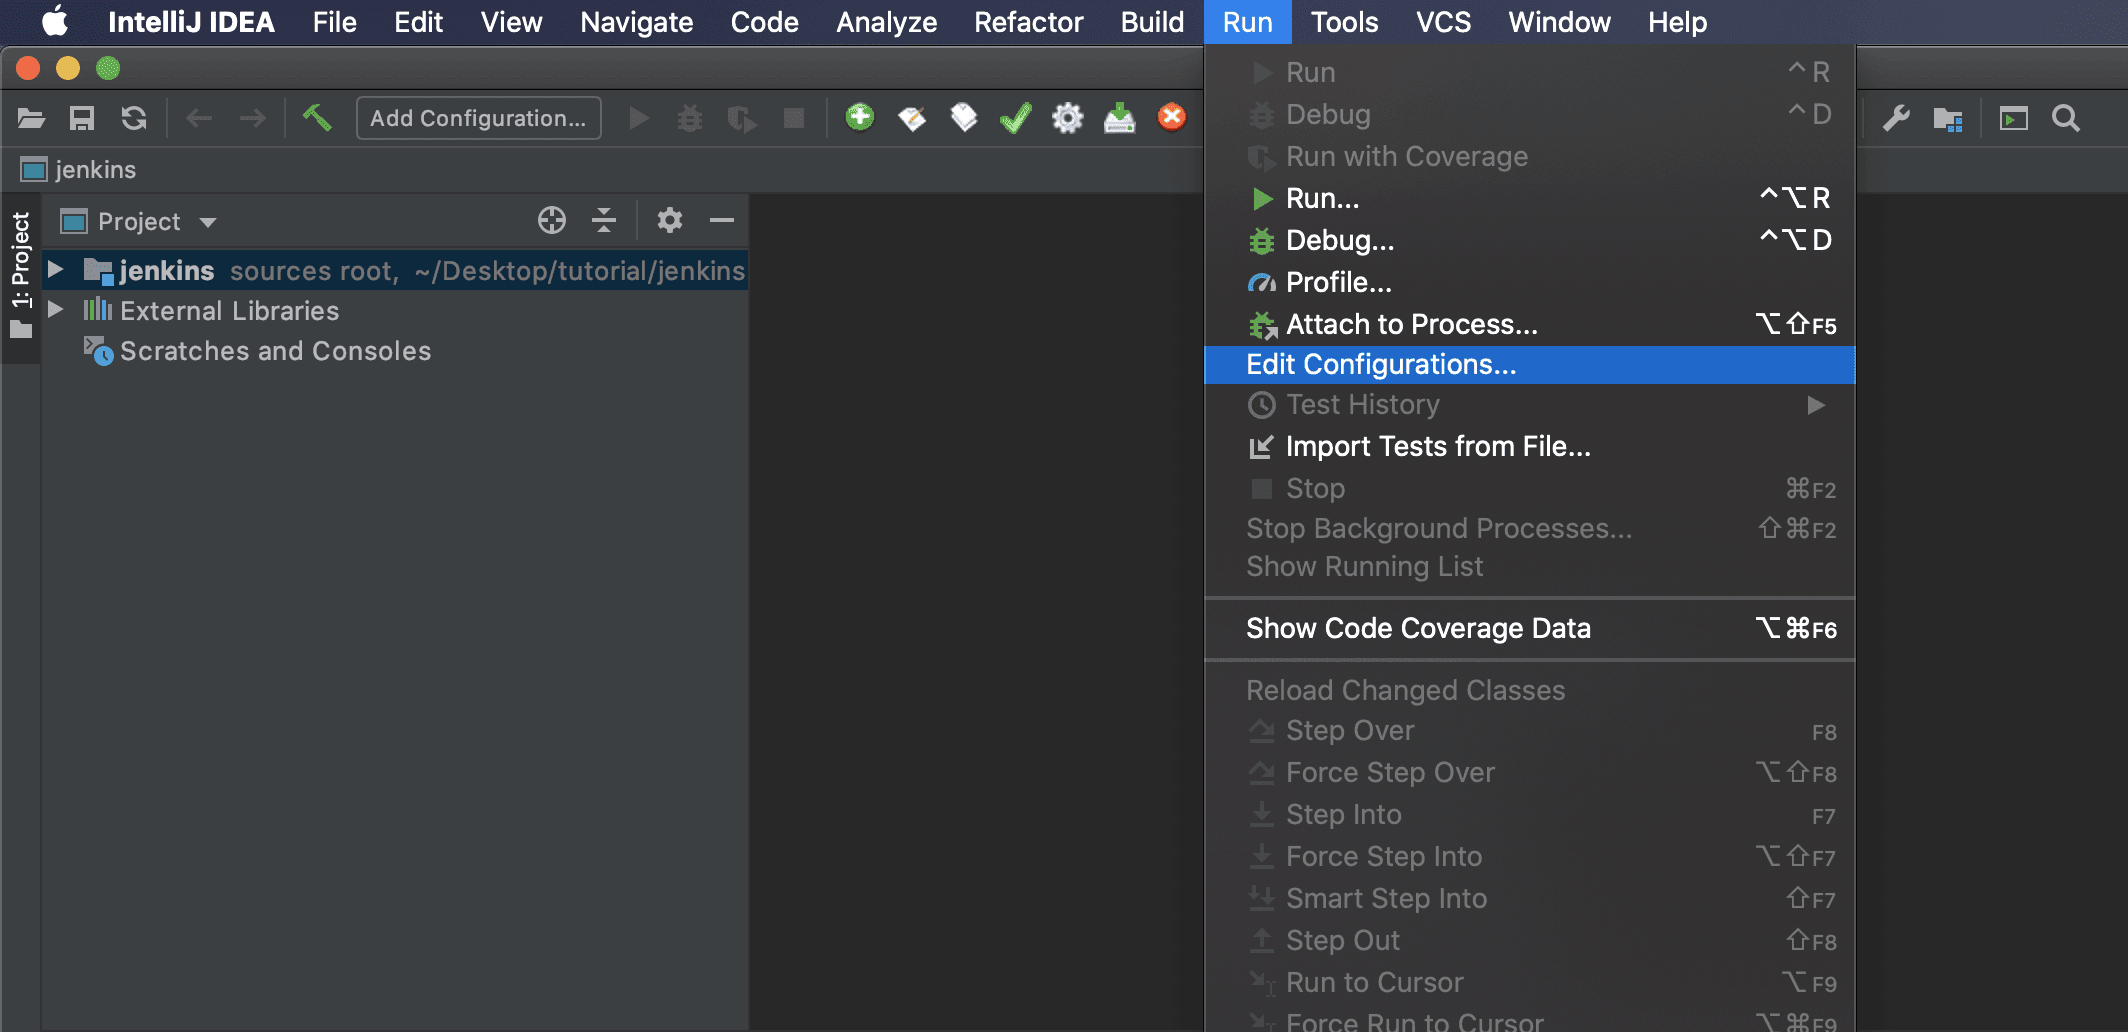 IntelliJ IDEA File Edit View Navigate Code Analyze Refactor Build Run Tools VCS Window Help
Add Configuration...
jenkins
1: Project
Project
jenkins sources root, ~/Desktop/tutorial/jenkins
External Libraries
Scratches and Consoles
Run ^R
Debug ^D
Run with Coverage
Run... ^⌥R
Debug... ^⌥D
Profile...
Attach to Process... ⌥⇧F5
Edit Configurations...
Test History
Import Tests from File...
Stop ⌘F2
Stop Background Processes... ⇧⌘F2
Show Running List
Show Code Coverage Data ⌥⌘F6
Reload Changed Classes
Step Over F8
Force Step Over ⌥⇧F8
Step Into F7
Force Step Into ⌥⇧F7
Smart Step Into ⇧F7
Step Out ⇧F8
Run to Cursor ⌥F9
Force Run to Cursor ⌥⌘F9